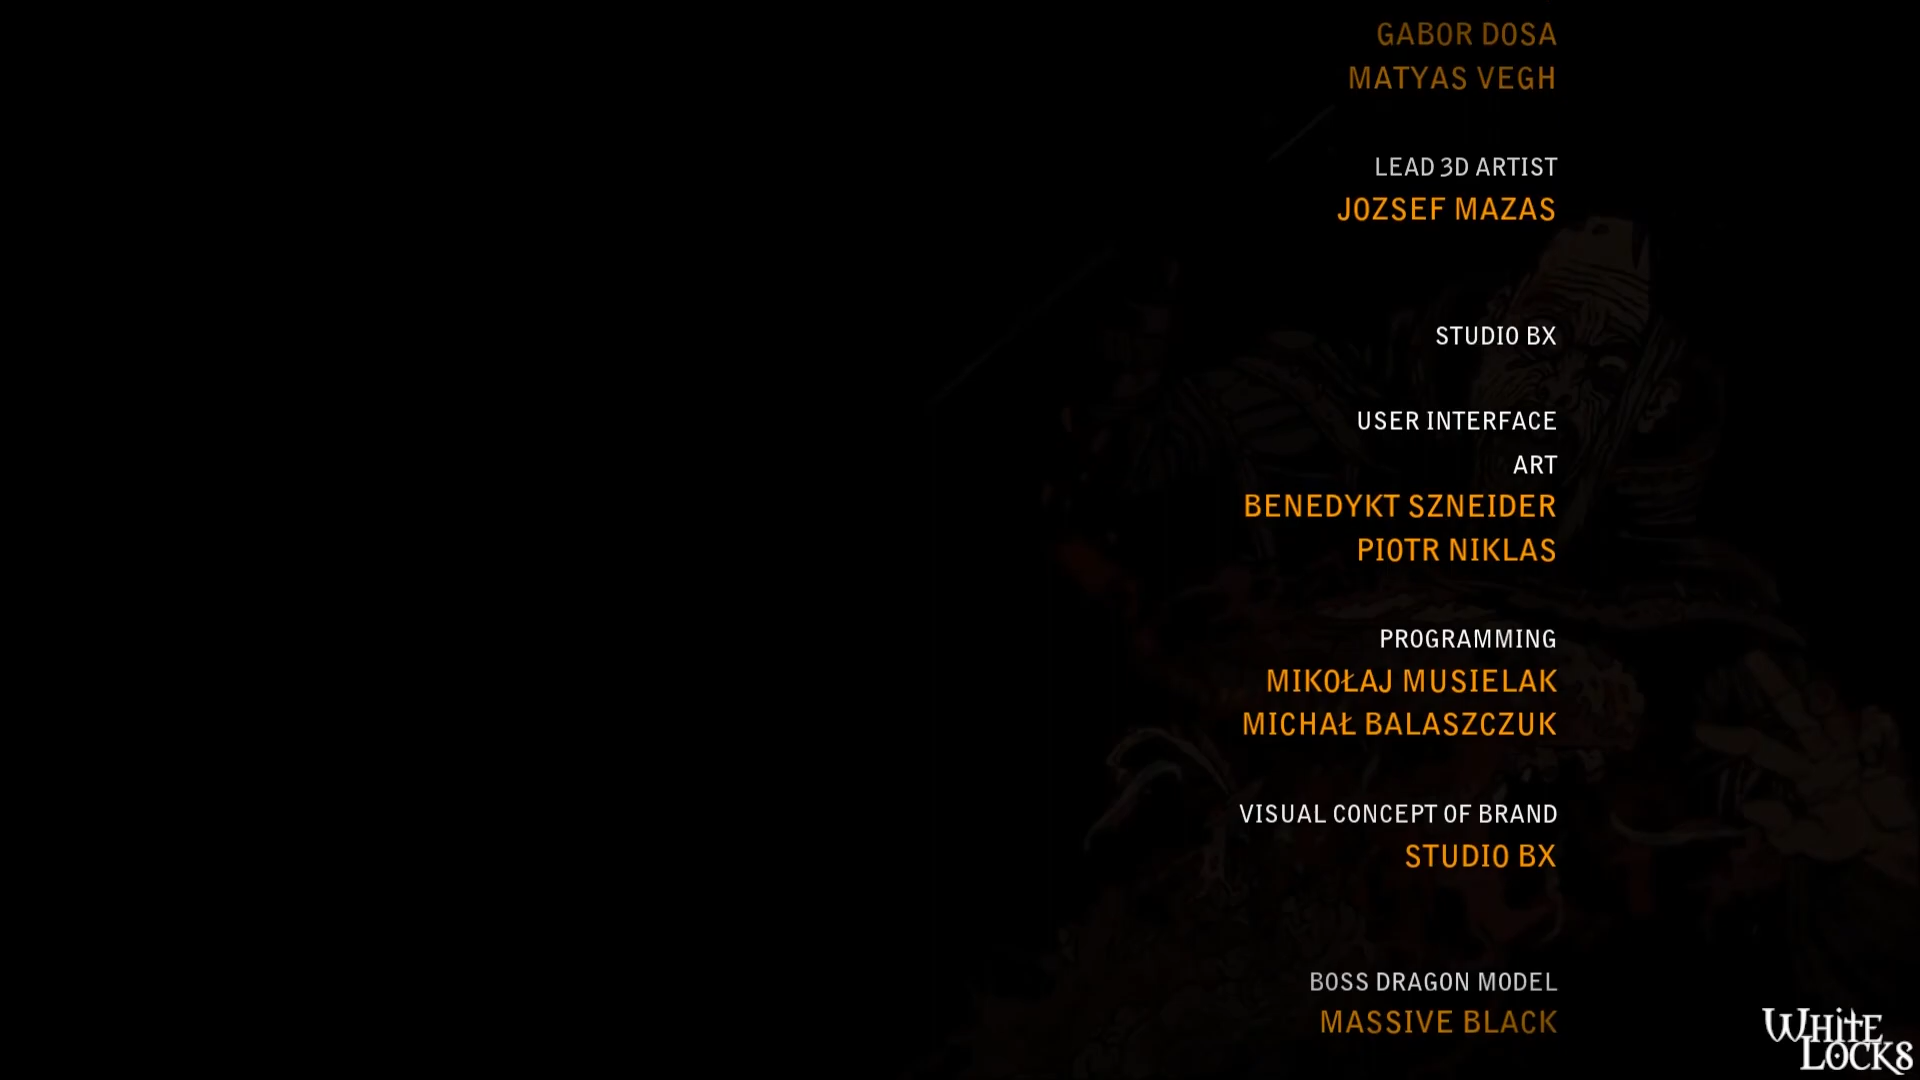 GABOR DOSA
MATYAS VEGH
LEAD 3D ARTIST
JOZSEF MAZAS
STUDIO BX
USER INTERFACE
ART
BENEDYKT SZNEIDER
PIOTR NIKLAS
PROGRAMMING
MIKOŁAJ MUSIELAK
MICHAŁ BALASZCZUK
VISUAL CONCEPT OF BRAND
STUDIO BX
BOSS DRAGON MODEL
MASSIVE BLACK
WHITE
LOCKS